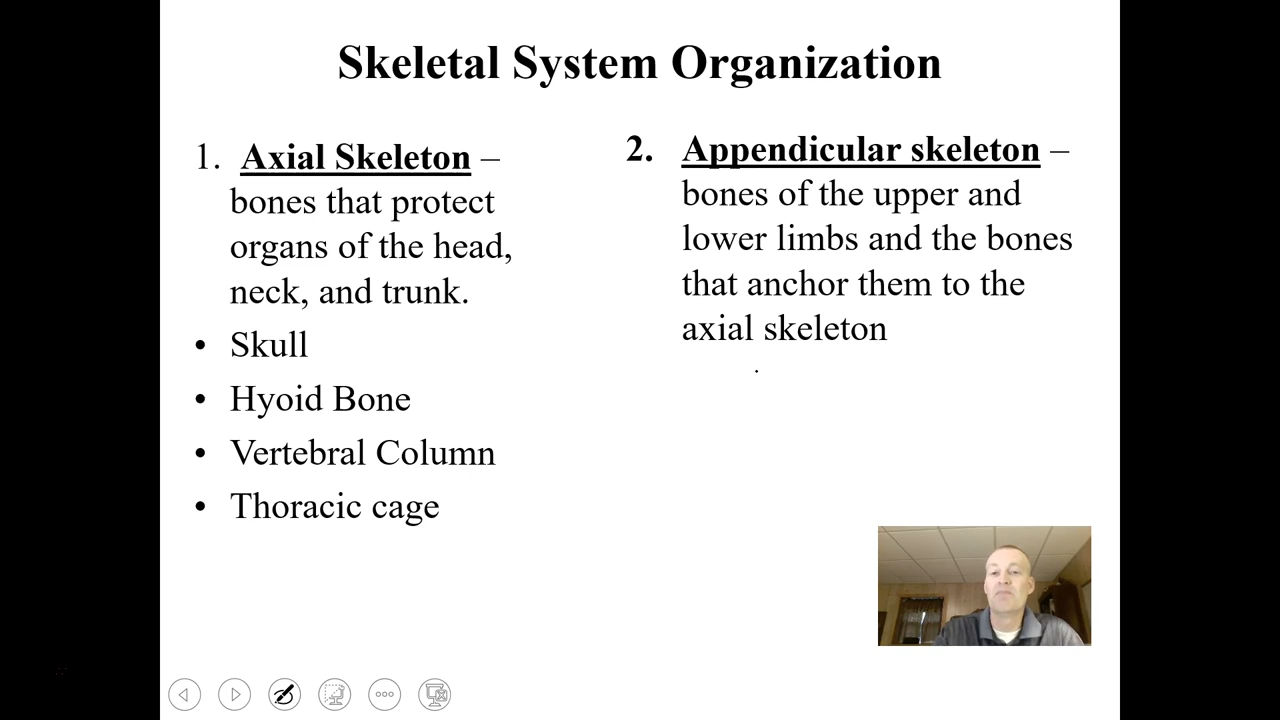 Skeletal System Organization
1. Axial Skeleton –
bones that protect
organs of the head,
neck, and trunk.
• Skull
• Hyoid Bone
• Vertebral Column
• Thoracic cage
2. Appendicular skeleton –
bones of the upper and
lower limbs and the bones
that anchor them to the
axial skeleton